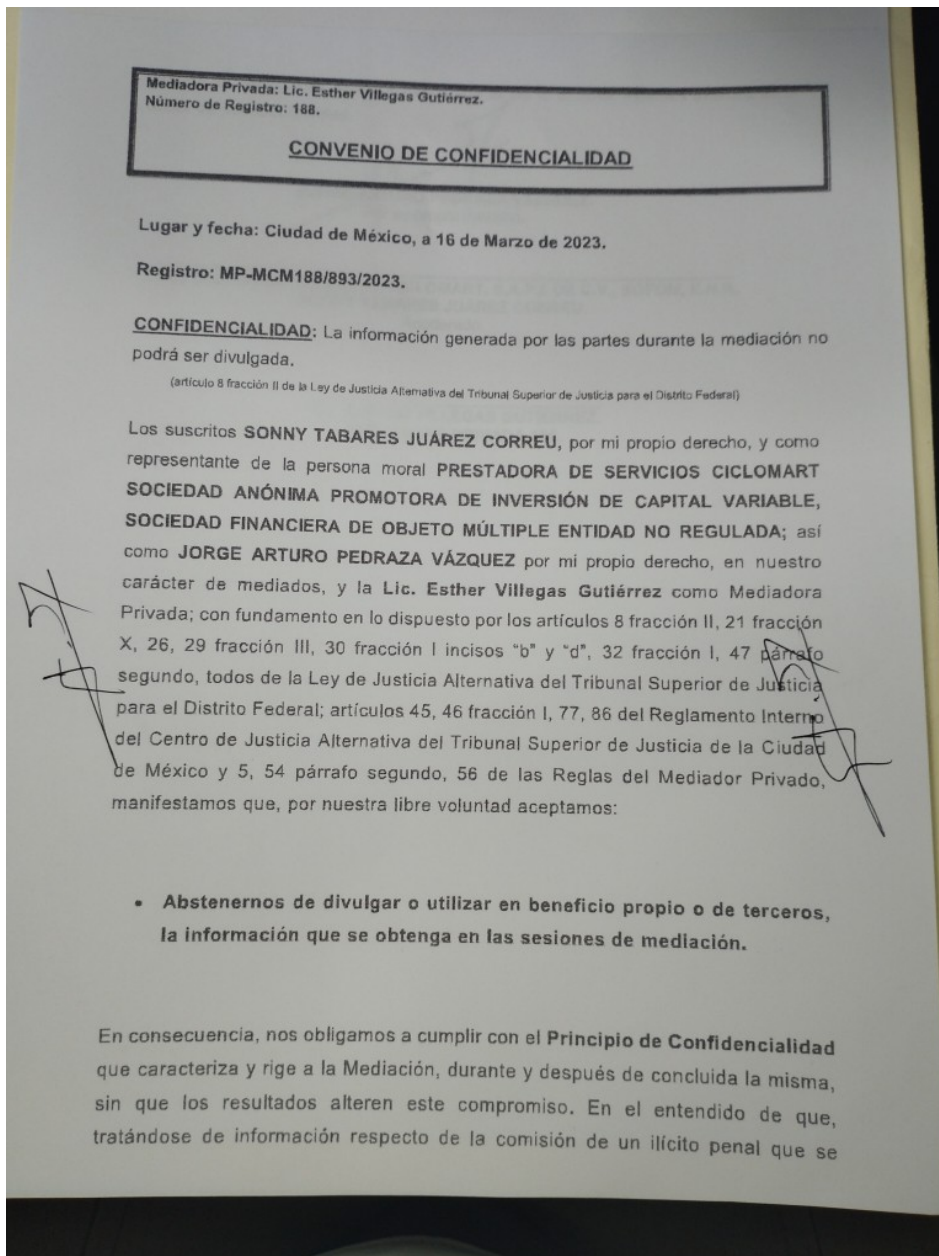 Mediadora Privada: Lic. Esther Villegas Gutiérrez.
Número de Registro: 188.
CONVENIO DE CONFIDENCIALIDAD
Lugar y fecha: Ciudad de México, a 16 de Marzo de 2023.
Registro: MP-MCM188/893/2023.
CONFIDENCIALIDAD: La información generada por las partes durante la mediación no
podrá ser divulgada.
(artículo 8 fracción II de la Ley de Justicia Alternativa del Tribunal Superior de Justicia para el Distrito Federal)
Los suscritos SONNY TABARES JUÁREZ CORREU, por mi propio derecho, y como
representante de la persona moral PRESTADORA DE SERVICIOS CICLOMART
SOCIEDAD ANÓNIMA PROMOTORA DE INVERSIÓN DE CAPITAL VARIABLE,
SOCIEDAD FINANCIERA DE OBJETO MÚLTIPLE ENTIDAD NO REGULADA; así
como JORGE ARTURO PEDRAZA VÁZQUEZ por mi propio derecho, en nuestro
carácter de mediados, y la Lic. Esther Villegas Gutiérrez como Mediadora
Privada; con fundamento en lo dispuesto por los artículos 8 fracción II, 21 fracción
X, 26, 29 fracción III, 30 fracción I incisos “b” y “d”, 32 fracción I, 47 párrafo
segundo, todos de la Ley de Justicia Alternativa del Tribunal Superior de Justicia
para el Distrito Federal; artículos 45, 46 fracción I, 77, 86 del Reglamento Interno
del Centro de Justicia Alternativa del Tribunal Superior de Justicia de la Ciudad
de México y 5, 54 párrafo segundo, 56 de las Reglas del Mediador Privado,
manifestamos que, por nuestra libre voluntad aceptamos:
• Abstenernos de divulgar o utilizar en beneficio propio o de terceros,
la información que se obtenga en las sesiones de mediación.
En consecuencia, nos obligamos a cumplir con el Principio de Confidencialidad
que caracteriza y rige a la Mediación, durante y después de concluida la misma,
sin que los resultados alteren este compromiso. En el entendido de que,
tratándose de información respecto de la comisión de un ilícito penal que se